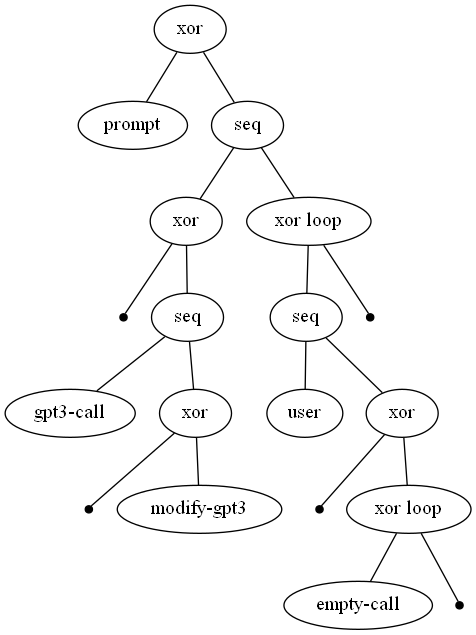 xor
prompt
seq
xor
xor loop
seq
seq
gpt3-call
xor
user
xor
modify-gpt3
xor loop
empty-call